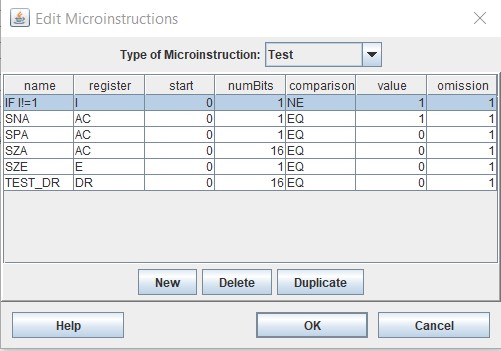 Edit Microinstructions
Type of Microinstruction: Test
name register start numBits comparison value omission
IF I!=1 I 0 1 NE 1 1
SNA AC 0 1 EQ 1 1
SPA AC 0 1 EQ 0 1
SZA AC 0 16 EQ 0 1
SZE E 0 1 EQ 0 1
TEST_DR DR 0 16 EQ 0 1
New Delete Duplicate
Help OK Cancel